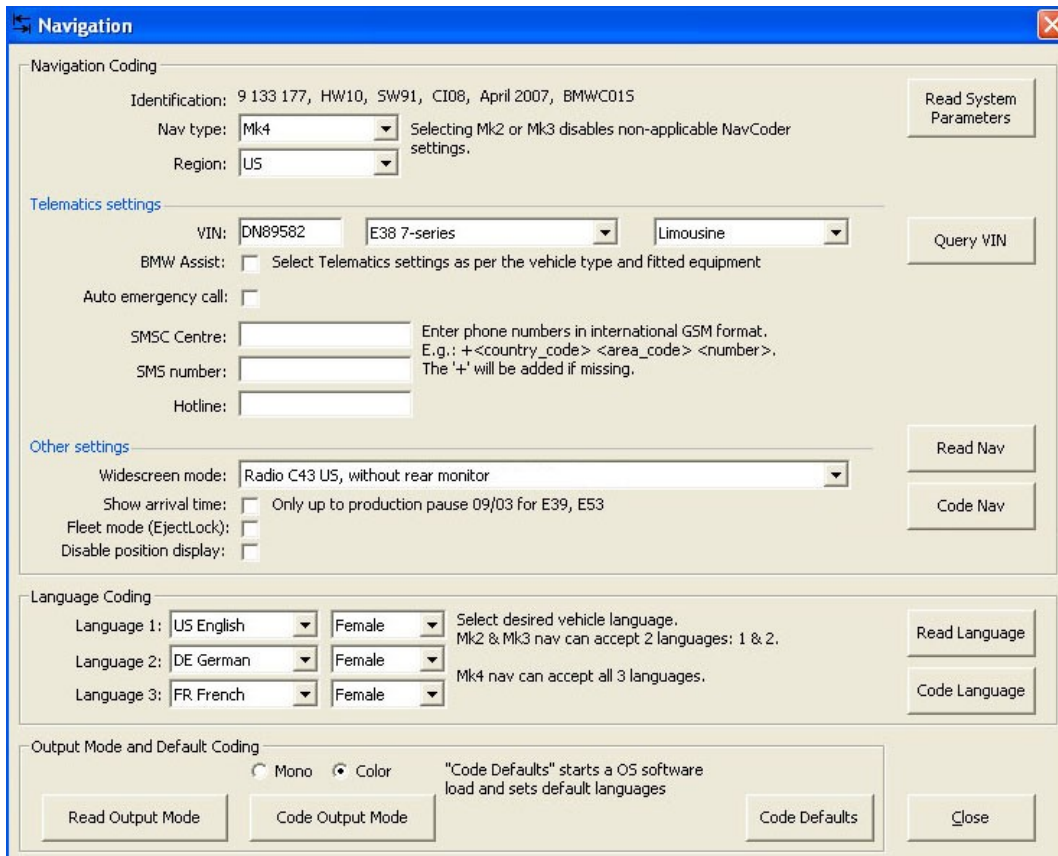 Navigation
Navigation Coding
Identification: 9 133 177, HW10, SW91, CI08, April 2007, BMWC01S
Read System
Parameters
Nav type: Mk4 Selecting Mk2 or Mk3 disables non-applicable NavCoder
settings.
Region: US
Telematics settings
VIN: DN89582 E38 7-series Limousine Query VIN
BMW Assist: Select Telematics settings as per the vehicle type and fitted equipment
Auto emergency call:
SMSC Centre: Enter phone numbers in international GSM format.
E.g.: +<country_code> <area_code> <number>.
SMS number: The '+' will be added if missing.
Hotline:
Other settings Read Nav
Widescreen mode: Radio C43 US, without rear monitor
Show arrival time: Only up to production pause 09/03 for E39, E53 Code Nav
Fleet mode (EjectLock):
Disable position display:
Language Coding
Language 1: US English Female Select desired vehicle language.
Mk2 & Mk3 nav can accept 2 languages: 1 & 2. Read Language
Language 2: DE German Female
Mk4 nav can accept all 3 languages.
Language 3: FR French Female Code Language
Output Mode and Default Coding
Mono Color "Code Defaults" starts a OS software
load and sets default languages
Read Output Mode Code Output Mode Code Defaults Close